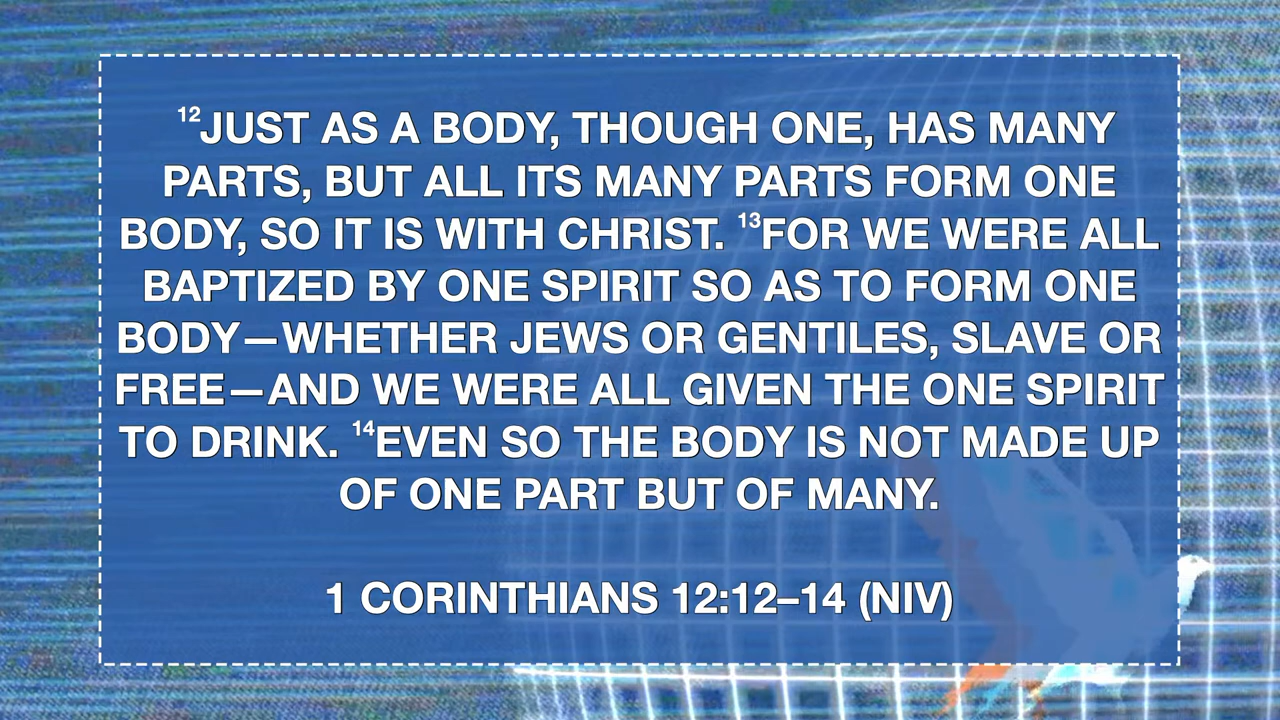 ¹²JUST AS A BODY, THOUGH ONE, HAS MANY
PARTS, BUT ALL ITS MANY PARTS FORM ONE
BODY, SO IT IS WITH CHRIST. ¹³FOR WE WERE ALL
BAPTIZED BY ONE SPIRIT SO AS TO FORM ONE
BODY—WHETHER JEWS OR GENTILES, SLAVE OR
FREE—AND WE WERE ALL GIVEN THE ONE SPIRIT
TO DRINK. ¹⁴EVEN SO THE BODY IS NOT MADE UP
OF ONE PART BUT OF MANY.
1 CORINTHIANS 12:12–14 (NIV)